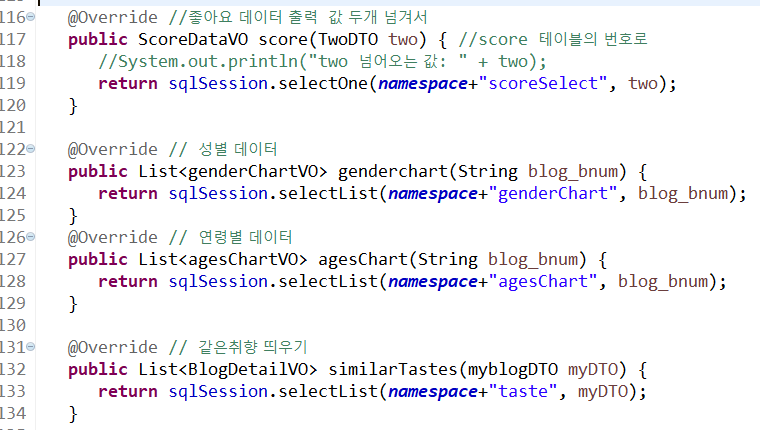 116 @Override //좋아요 데이터 출력 값 두개 넘겨서
117 public ScoreDataVO score(TwoDTO two) { //score 테이블의 번호로
118 //System.out.println("two 넘어오는 값: " + two);
119 return sqlSession.selectOne(namespace+"scoreSelect", two);
120 }
121
122 @Override // 성별 데이터
123 public List<genderChartVO> genderchart(String blog_bnum) {
124 return sqlSession.selectList(namespace+"genderChart", blog_bnum);
125 }
126 @Override // 연령별 데이터
127 public List<agesChartVO> agesChart(String blog_bnum) {
128 return sqlSession.selectList(namespace+"agesChart", blog_bnum);
129 }
130
131 @Override // 같은취향 띄우기
132 public List<BlogDetailVO> similarTastes(myblogDTO myDTO) {
133 return sqlSession.selectList(namespace+"taste", myDTO);
134 }